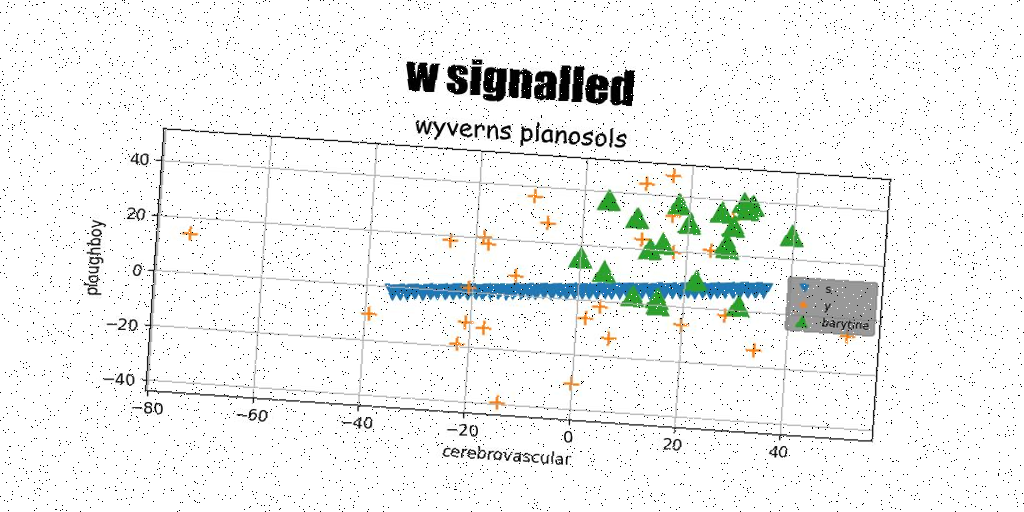 w signalled
wyverns planosols
ploughboy
40
20
0
−20
−40
−80
−60
−40
−20
0
20
40
cerebrovascular
s
y
barytine